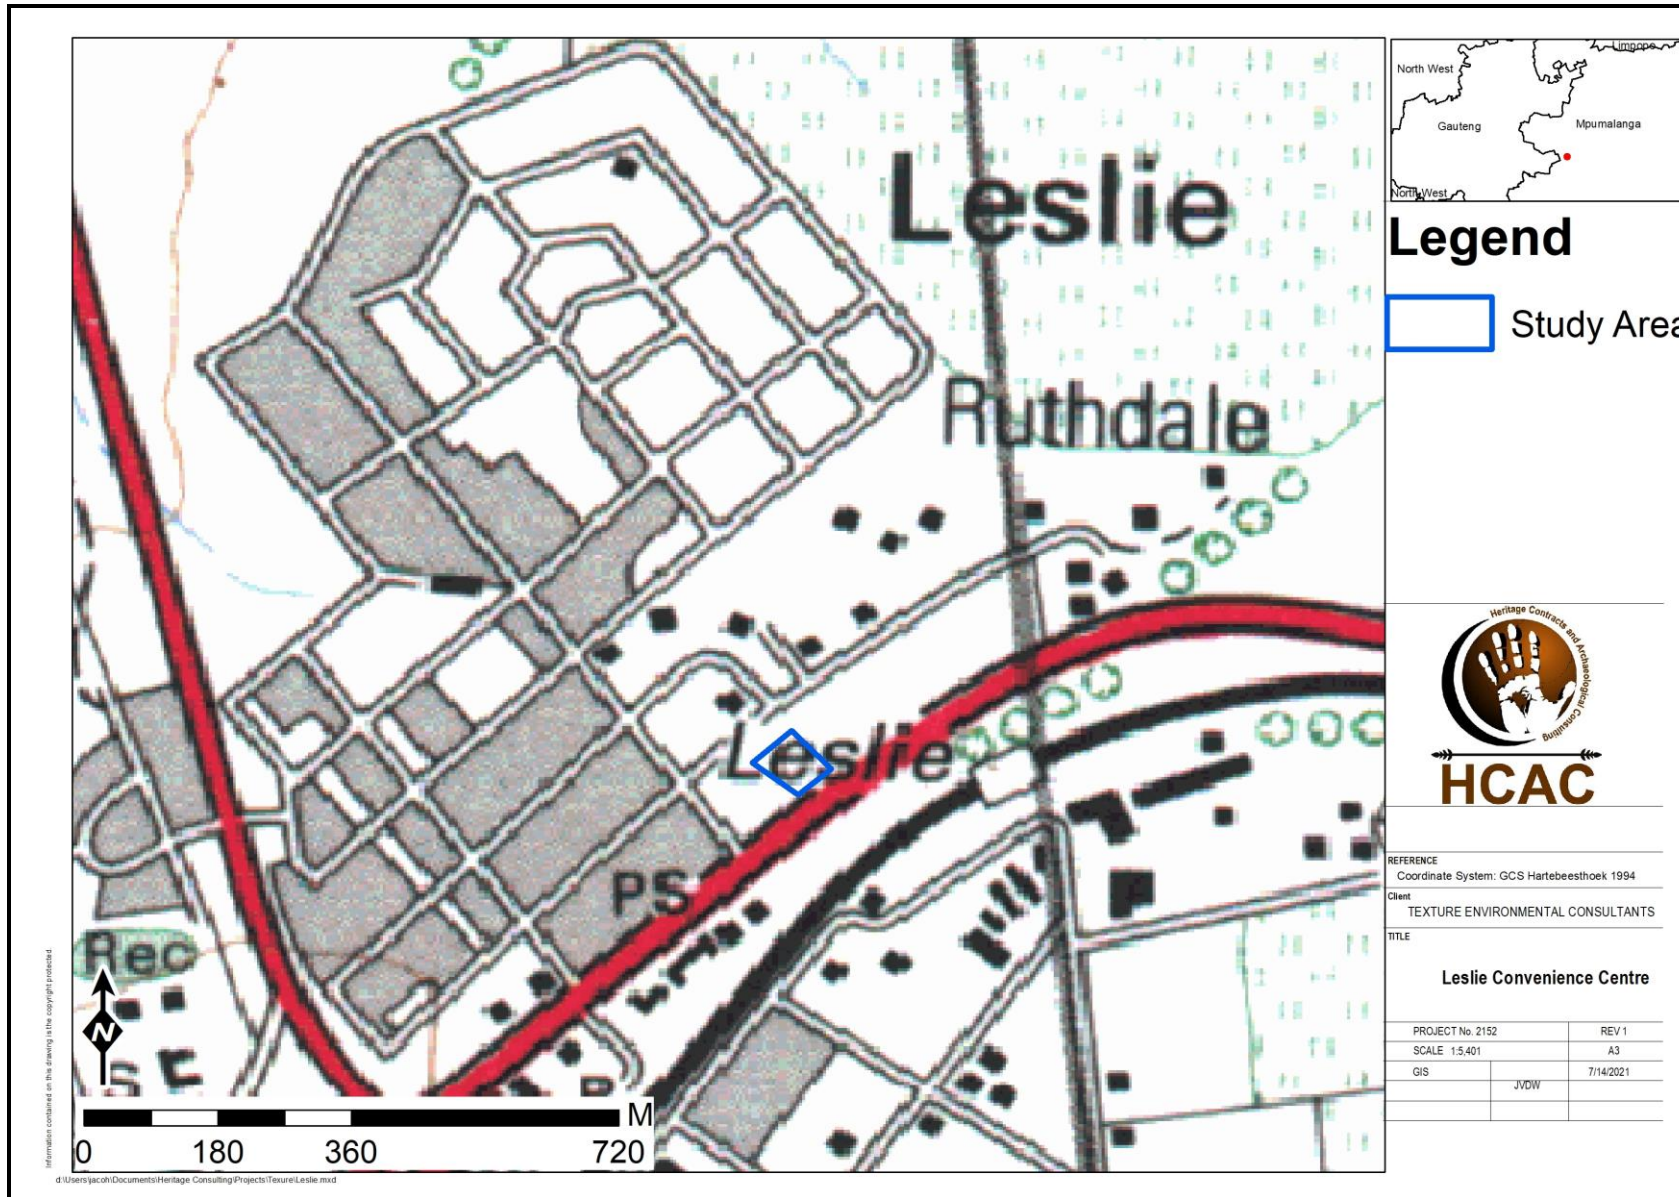 Leslie
Ruthdale
Leslie
PS
Rec
N
M
0 180 360 720
Information contained on this drawing is the copyright protected
d:\Users\jacoh\Documents\Heritage Consulting\Projects\Texure\Leslie.mxd
Limpopo
North West
Gauteng
Mpumalanga
North West
Legend
Study Area
Heritage Contracts and Archaeological Consulting
HCAC
REFERENCE
Coordinate System: GCS Hartebeesthoek 1994
Client
TEXTURE ENVIRONMENTAL CONSULTANTS
TITLE
Leslie Convenience Centre
PROJECT No. 2152 REV 1
SCALE 1:5,401 A3
GIS 7/14/2021
JVDW